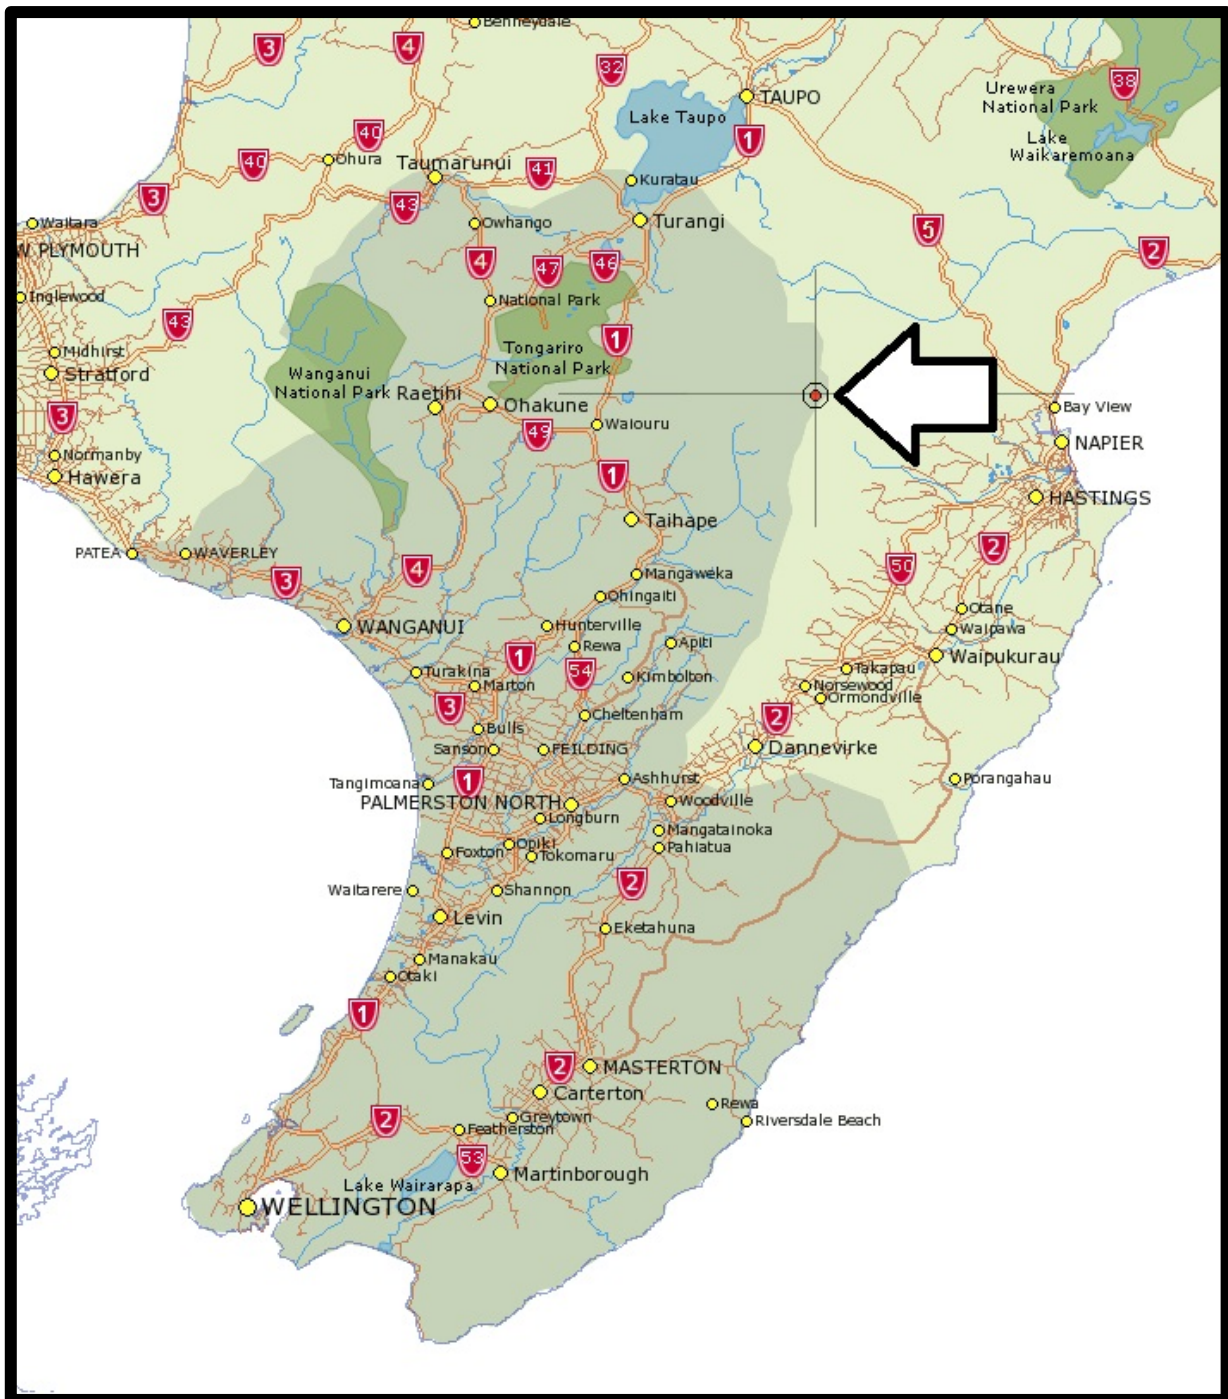 Benneydale
3
4
32
38
TAUPO
Urewera
National Park
Lake Taupo
Lake
Waikaremoana
40
Ohura
40
Taumarunui
41
1
Kuratau
3
43
Waitara
Owhango
Turangi
5
W PLYMOUTH
4
47
46
2
Inglewood
National Park
43
1
Midhirst
Stratford
Tongariro
National Park
Wanganui
National Park
Raetihi
Ohakune
Bay View
3
49
Waiouru
NAPIER
Normanby
Hawera
1
HASTINGS
Taihape
2
PATEA
WAVERLEY
3
4
50
Mangaweka
Ohingaiti
Otane
WANGANUI
Hunterville
Waipawa
Rewa
Apiti
Waipukurau
1
54
Turakina
Marton
Kimbolton
Takapau
Norsewood
Ormondville
3
Cheltenham
2
Bulls
Sanson
FEILDING
Dannevirke
Tangimoana
1
Ashhurst
Porangahau
PALMERSTON NORTH
Woodville
Longburn
Mangatainoka
Foxton
Opiki
Tokomaru
Pahiatua
Waitarere
Shannon
2
Levin
Eketahuna
Manakau
Otaki
1
2
MASTERTON
Carterton
Rewa
2
Greytown
Riversdale Beach
Featherston
53
Lake Wairarapa
Martinborough
WELLINGTON